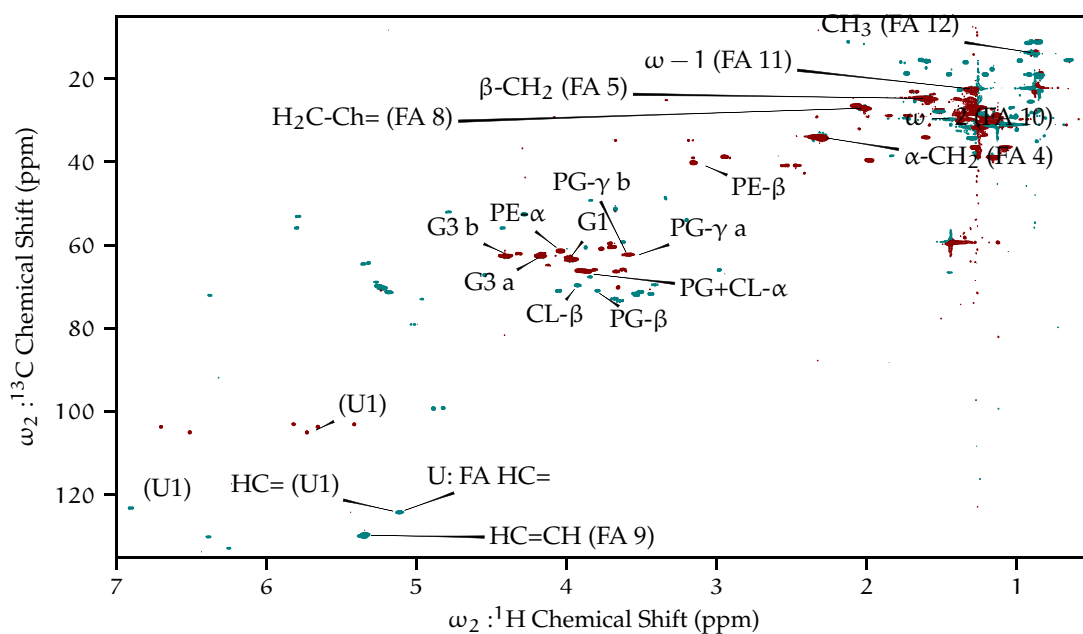 CH₃ (FA 12)
ω − 1 (FA 11)
β-CH₂ (FA 5)
H₂C-Ch= (FA 8)
ω − 2 (FA 10)
α-CH₂ (FA 4)
PG-γ b
PE-β
PE-α
G1
G3 b
PG-γ a
G3 a
PG+CL-α
CL-β
PG-β
(U1)
(U1)
HC= (U1)
U: FA HC=
HC=CH (FA 9)
20
40
60
80
100
120
ω₂ :¹³C Chemical Shift (ppm)
7
6
5
4
3
2
1
ω₂ :¹H Chemical Shift (ppm)